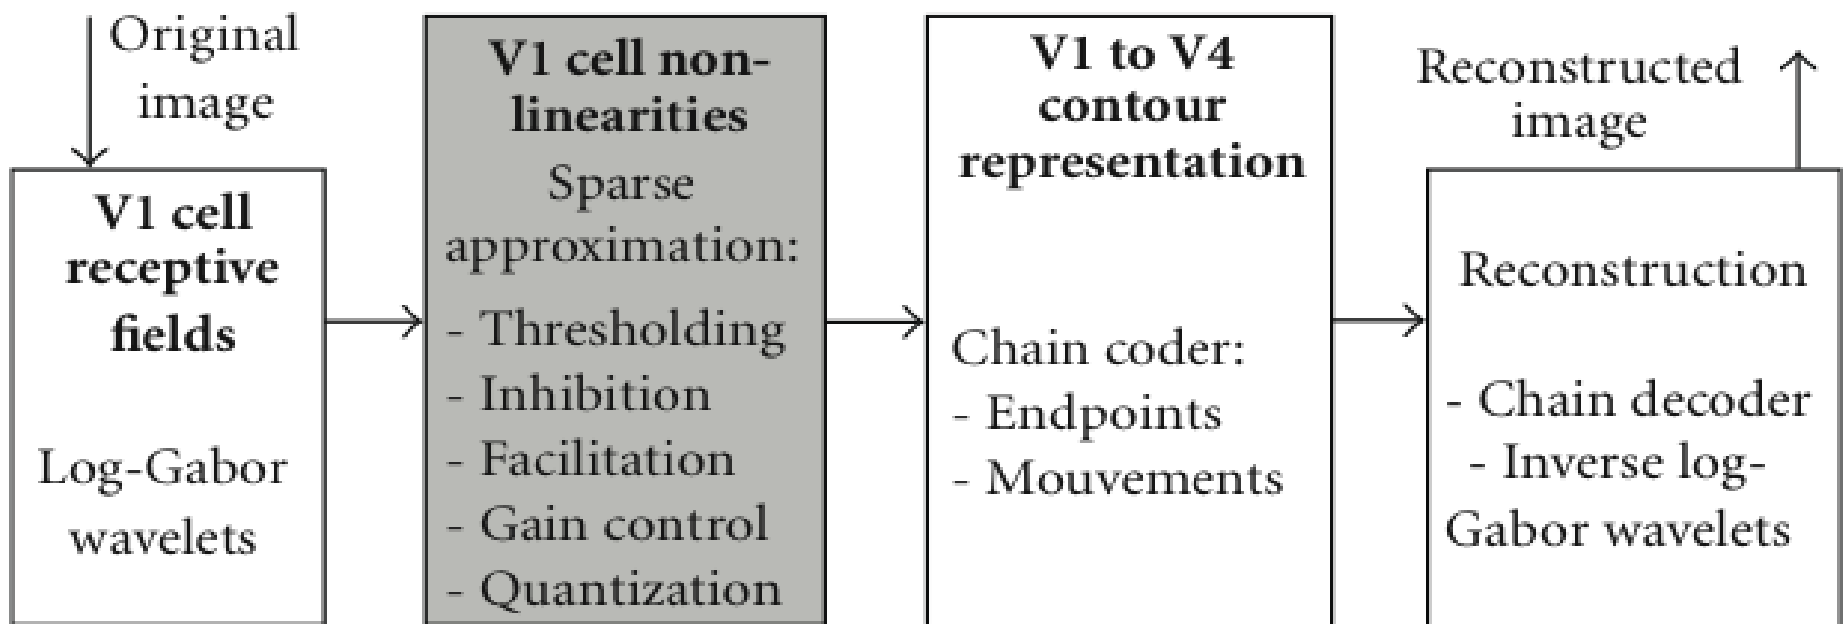 Original
image
V1 cell
receptive
fields
Log-Gabor
wavelets
V1 cell non-
linearities
Sparse
approximation:
- Thresholding
- Inhibition
- Facilitation
- Gain control
- Quantization
V1 to V4
contour
representation
Chain coder:
- Endpoints
- Mouvements
Reconstructed
image
Reconstruction
- Chain decoder
- Inverse log-
Gabor wavelets